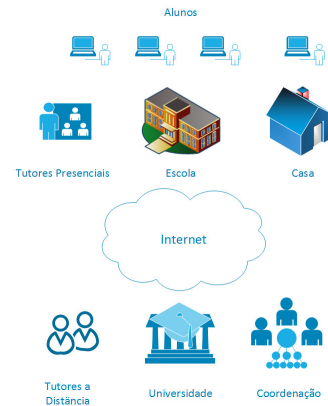 Alunos
Tutores Presenciais
Escola
Casa
Internet
Tutores a
Distância
Universidade
Coordenação